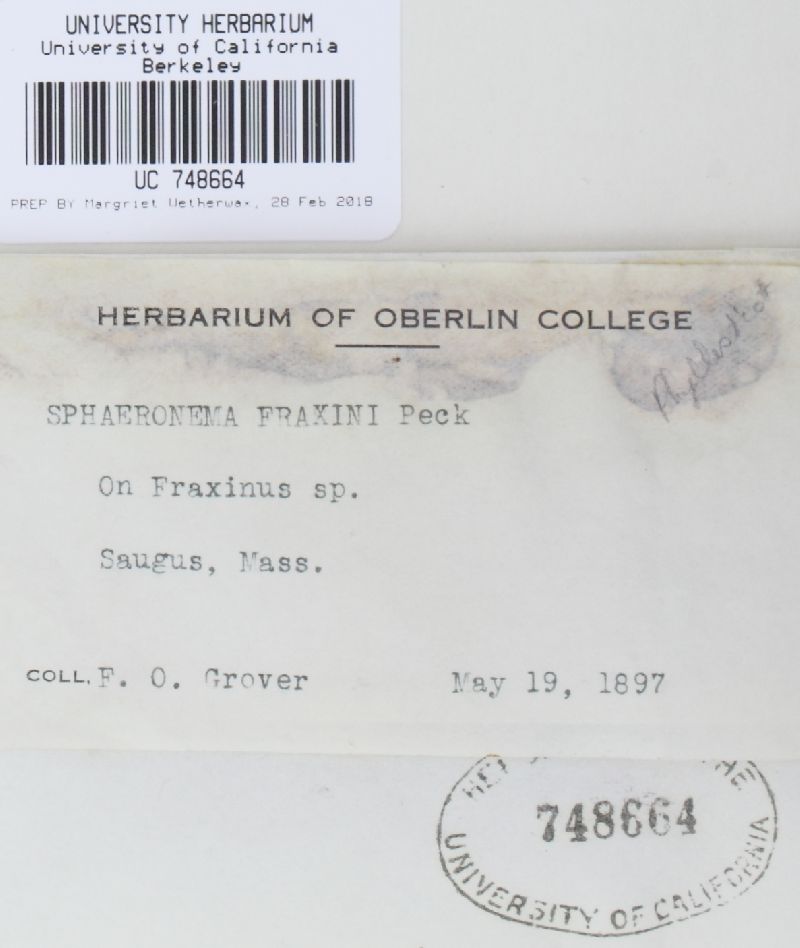 UNIVERSITY HERBARIUM
University of California
Berkeley
UC 748664
PREP BY Margriet Wetherwax, 28 Feb 2018
HERBARIUM OF OBERLIN COLLEGE
SPHAERONEMA FRAXINI Peck
On Fraxinus sp.
Saugus, Mass.
COLL. F. O. Grover May 19, 1897
748664
UNIVERSITY OF CALIFORNIA